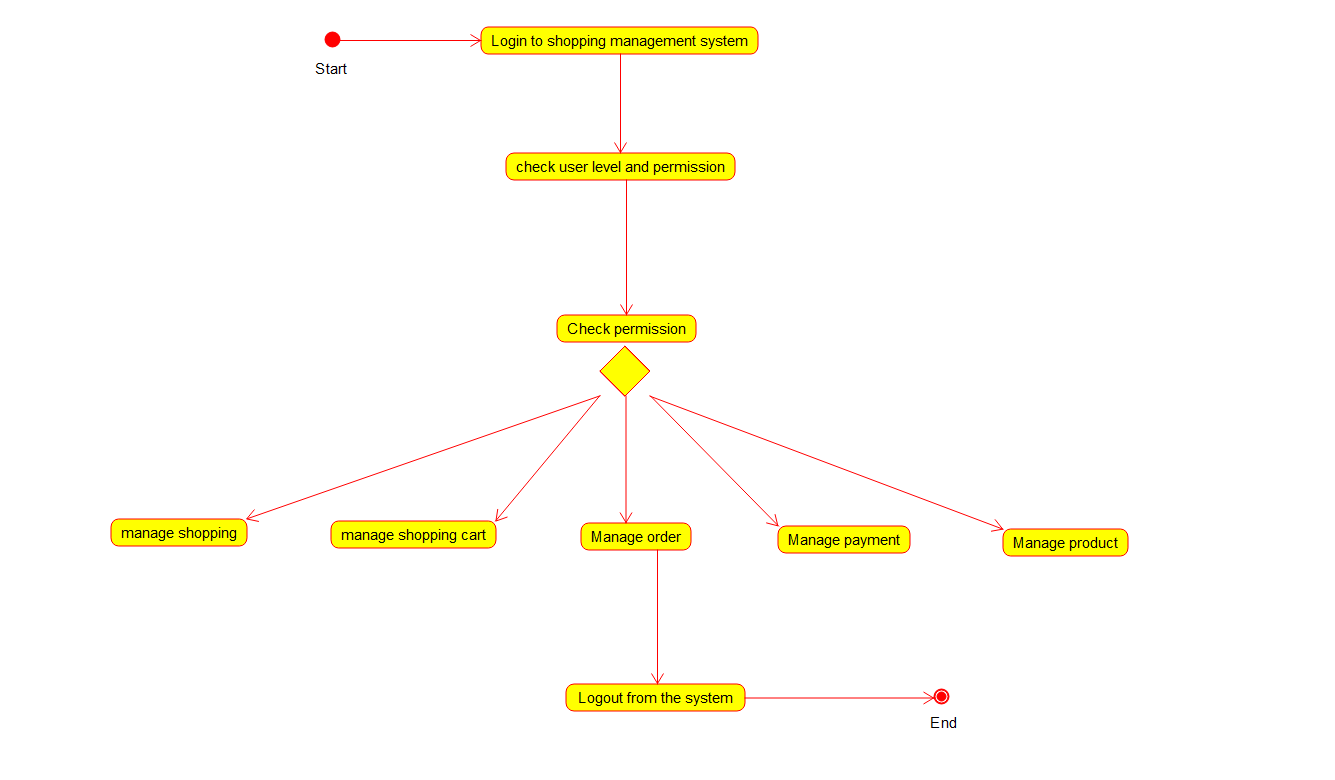 Login to shopping management system
Start
check user level and permission
Check permission
manage shopping
manage shopping cart
Manage order
Manage payment
Manage product
Logout from the system
End